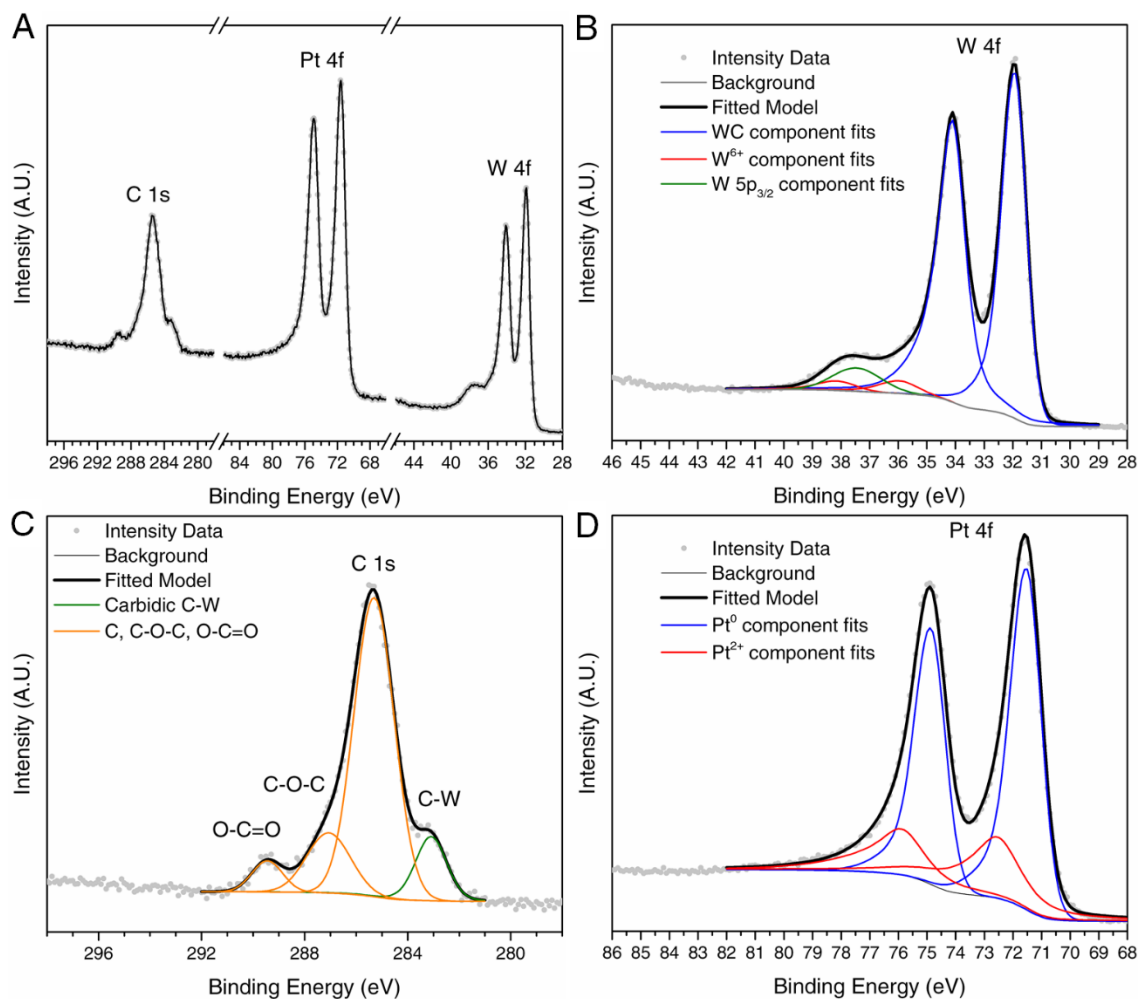 A
C 1s
Pt 4f
W 4f
Intensity (A.U.)
296 292 288 284 280 84 80 76 72 68 40 36 32 28
Binding Energy (eV)
B
W 4f
Intensity Data
Background
Fitted Model
WC component fits
W6+ component fits
W 5p3/2 component fits
Intensity (A.U.)
46 45 44 43 42 41 40 39 38 37 36 35 34 33 32 31 30 29 28
Binding Energy (eV)
C
Intensity Data
Background
Fitted Model
Carbidic C-W
C, C-O-C, O-C=O
C 1s
C-O-C
O-C=O
C-W
Intensity (A.U.)
296 292 288 284 280
Binding Energy (eV)
D
Pt 4f
Intensity Data
Background
Fitted Model
Pt0 component fits
Pt2+ component fits
Intensity (A.U.)
86 85 84 83 82 81 80 79 78 77 76 75 74 73 72 71 70 69 68
Binding Energy (eV)